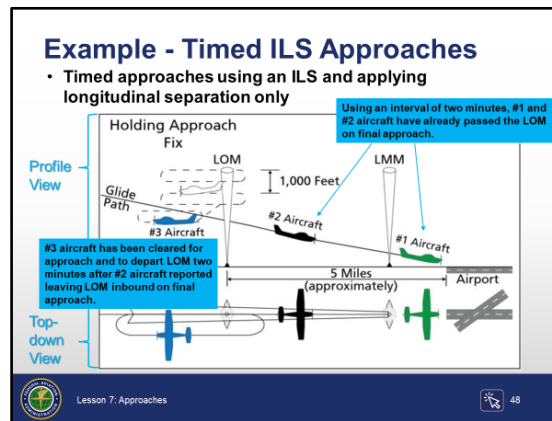 Example - Timed ILS Approaches
• Timed approaches using an ILS and applying
longitudinal separation only
Using an interval of two minutes, #1 and
#2 aircraft have already passed the LOM
on final approach.
Holding Approach
Fix
LOM
LMM
Profile
View
1,000 Feet
Glide
Path
#2 Aircraft
#3 Aircraft
#1 Aircraft
#3 aircraft has been cleared for
approach and to depart LOM two
minutes after #2 aircraft reported
leaving LOM inbound on final
approach.
5 Miles
(approximately)
Airport
Top-
down
View
Lesson 7: Approaches
48